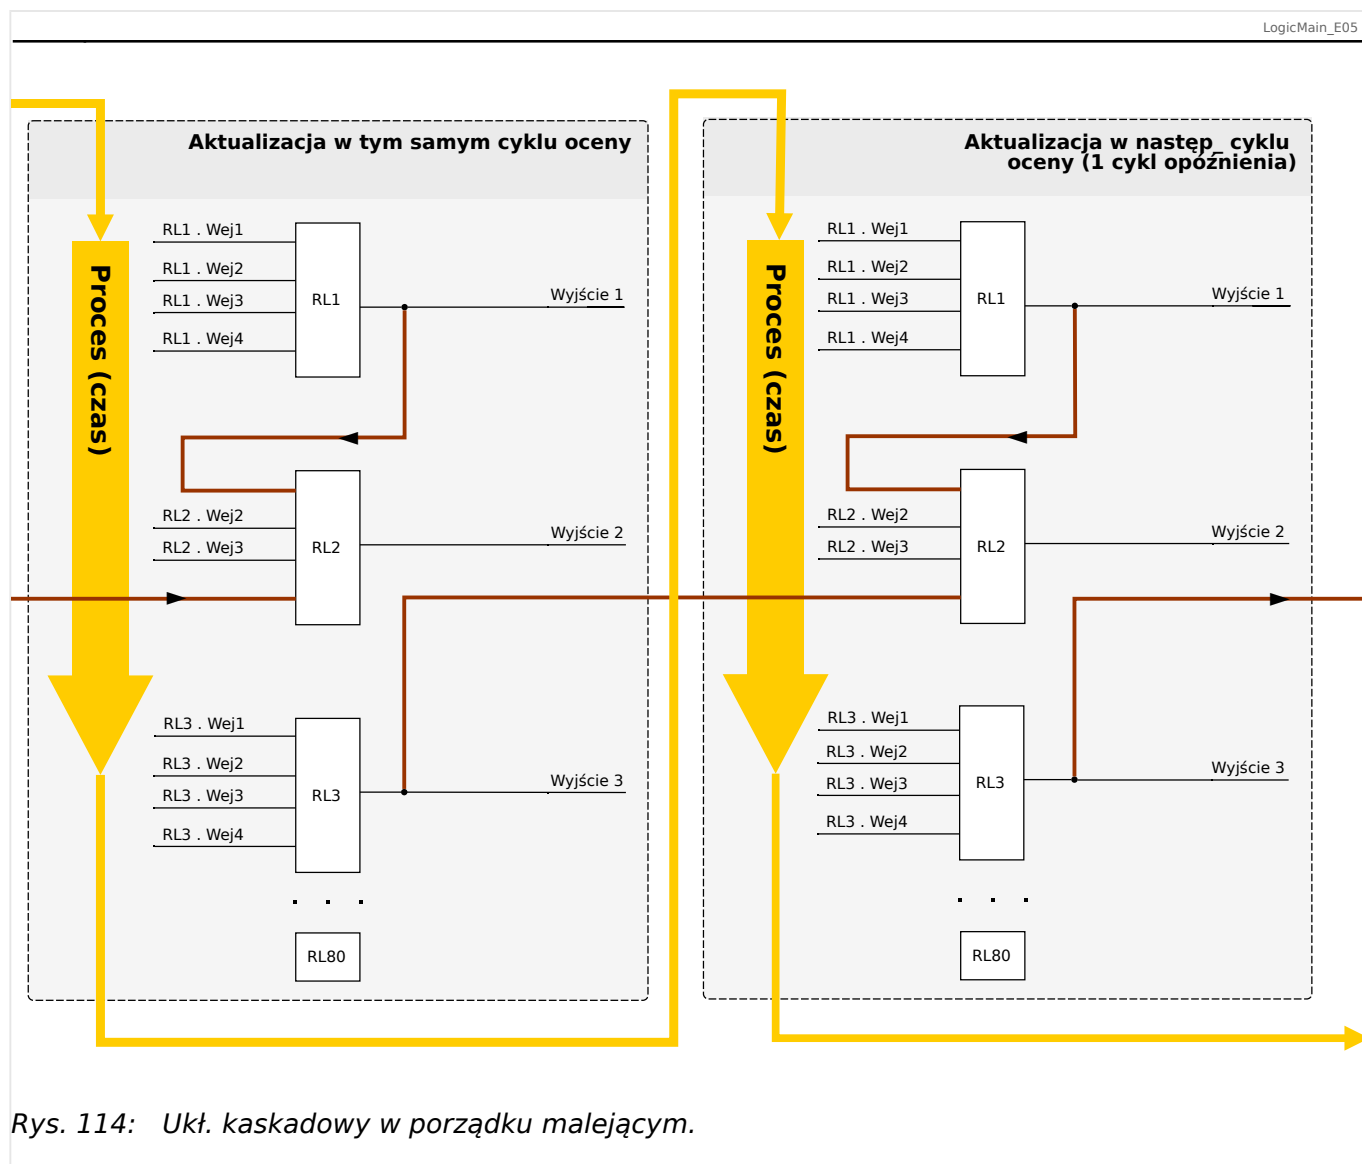 LogicMain_E05
Aktualizacja w tym samym cyklu oceny
Proces (czas)
RL1 . Wej1
RL1 . Wej2
RL1 . Wej3
RL1 . Wej4
RL1
Wyjście 1
RL2 . Wej2
RL2 . Wej3
RL2
Wyjście 2
RL3 . Wej1
RL3 . Wej2
RL3 . Wej3
RL3 . Wej4
RL3
Wyjście 3
. . .
RL80
Aktualizacja w następ_ cyklu
oceny (1 cykl opóźnienia)
Proces (czas)
RL1 . Wej1
RL1 . Wej2
RL1 . Wej3
RL1 . Wej4
RL1
Wyjście 1
RL2 . Wej2
RL2 . Wej3
RL2
Wyjście 2
RL3 . Wej1
RL3 . Wej2
RL3 . Wej3
RL3 . Wej4
RL3
Wyjście 3
. . .
RL80
Rys. 114: Ukł. kaskadowy w porządku malejącym.